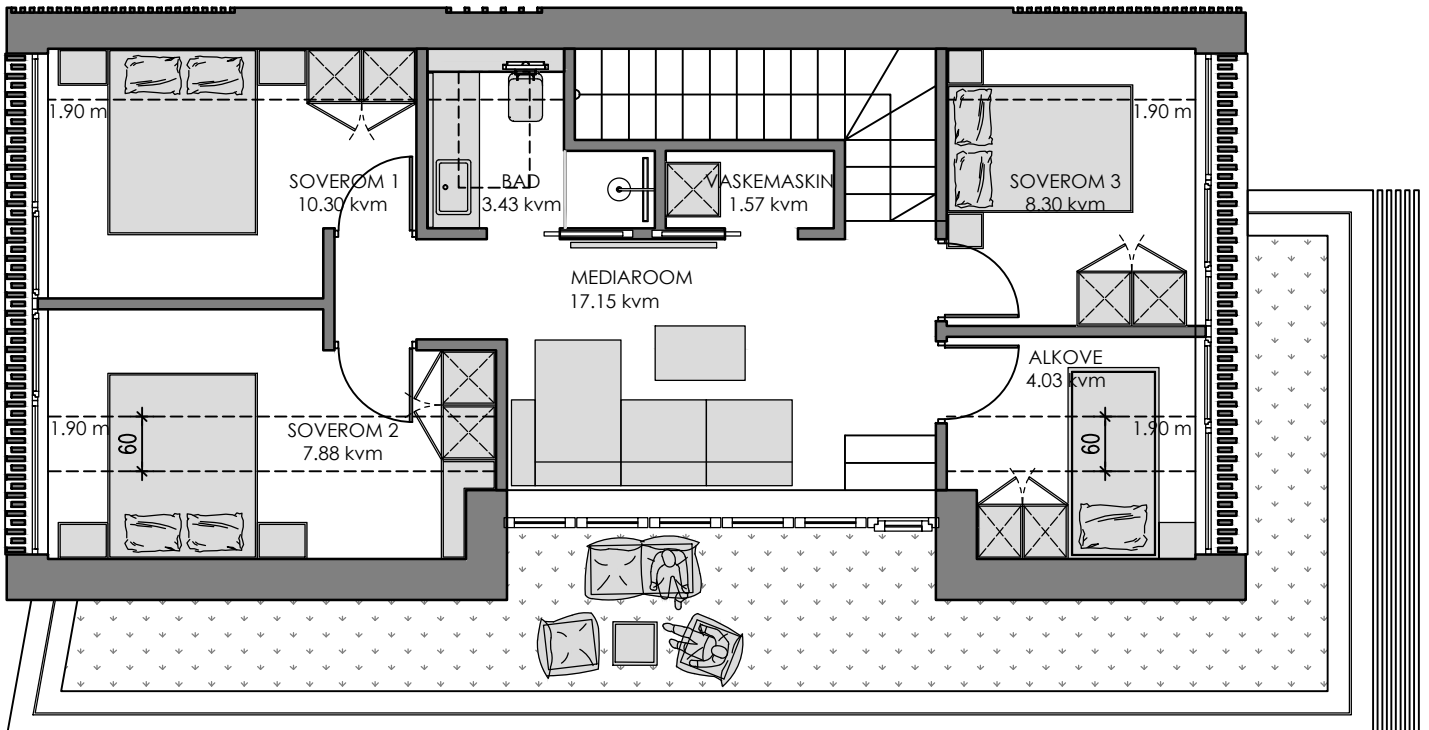 1.90 m
1.90 m
SOVEROM 1
10.30 kvm
BAD
3.43 kvm
VASKEMASKIN
1.57 kvm
SOVEROM 3
8.30 kvm
MEDIAROOM
17.15 kvm
ALKOVE
4.03 kvm
1.90 m
60
SOVEROM 2
7.88 kvm
60
1.90 m